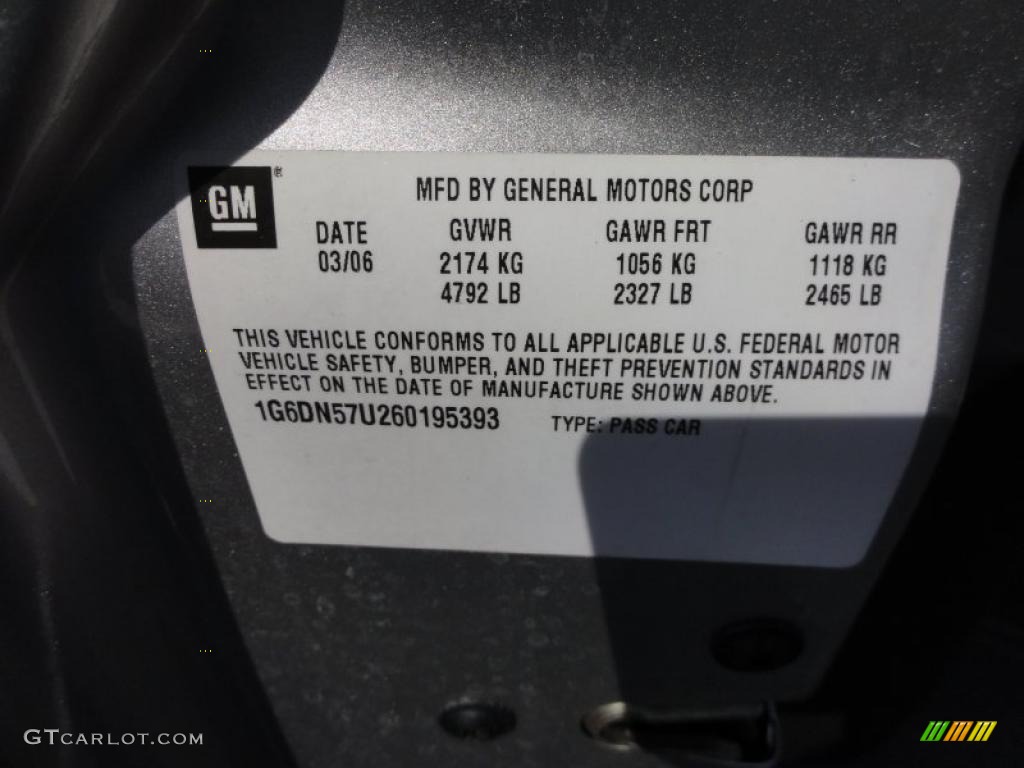 GM®
MFD BY GENERAL MOTORS CORP
DATE GVWR GAWR FRT GAWR RR
03/06 2174 KG 1056 KG 1118 KG
4792 LB 2327 LB 2465 LB
THIS VEHICLE CONFORMS TO ALL APPLICABLE U.S. FEDERAL MOTOR
VEHICLE SAFETY, BUMPER, AND THEFT PREVENTION STANDARDS IN
EFFECT ON THE DATE OF MANUFACTURE SHOWN ABOVE.
1G6DN57U260195393 TYPE: PASS CAR
GTCARLOT.COM